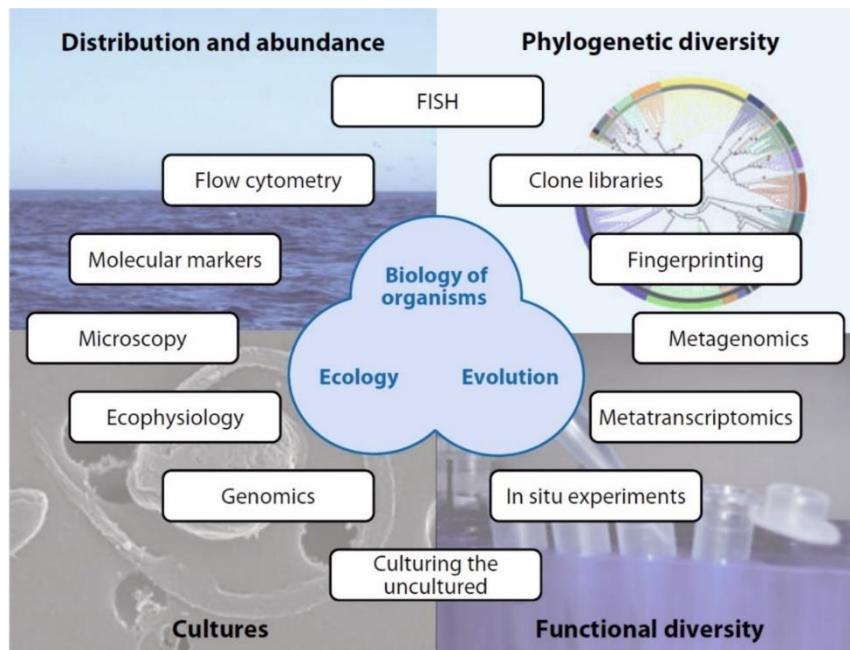 Distribution and abundance
Phylogenetic diversity
FISH
Flow cytometry
Clone libraries
Molecular markers
Fingerprinting
Biology of
organisms
Microscopy
Metagenomics
Ecology
Evolution
Ecophysiology
Metatranscriptomics
Genomics
In situ experiments
Culturing the
uncultured
Cultures
Functional diversity